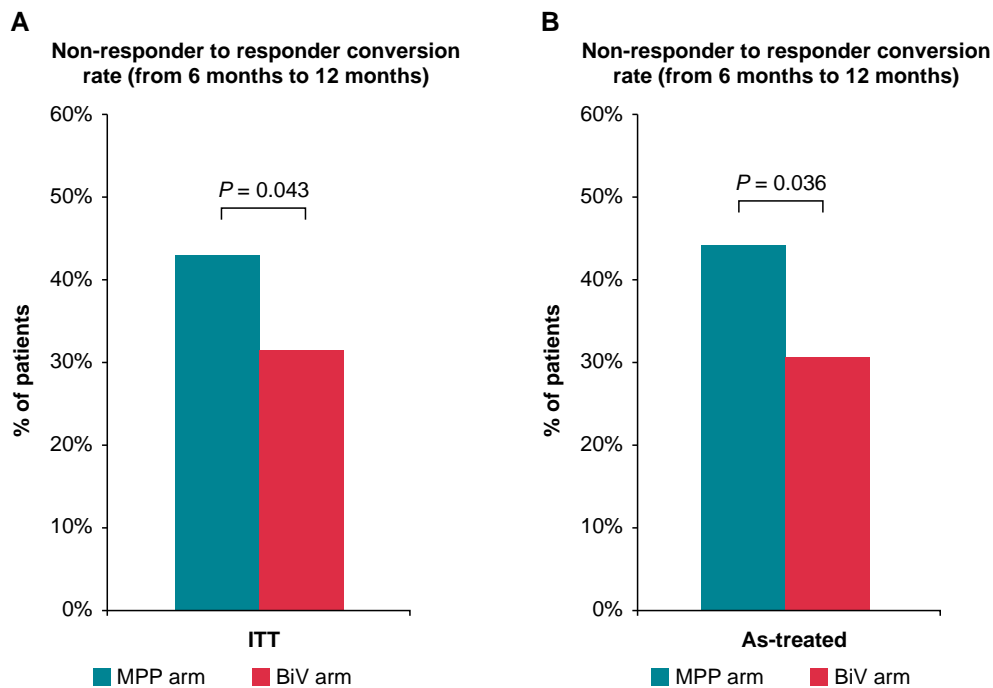 A
Non-responder to responder conversion
rate (from 6 months to 12 months)
60%
50%
40%
30%
20%
10%
0%
% of patients
P = 0.043
ITT
MPP arm
BiV arm
B
Non-responder to responder conversion
rate (from 6 months to 12 months)
60%
50%
40%
30%
20%
10%
0%
% of patients
P = 0.036
As-treated
MPP arm
BiV arm